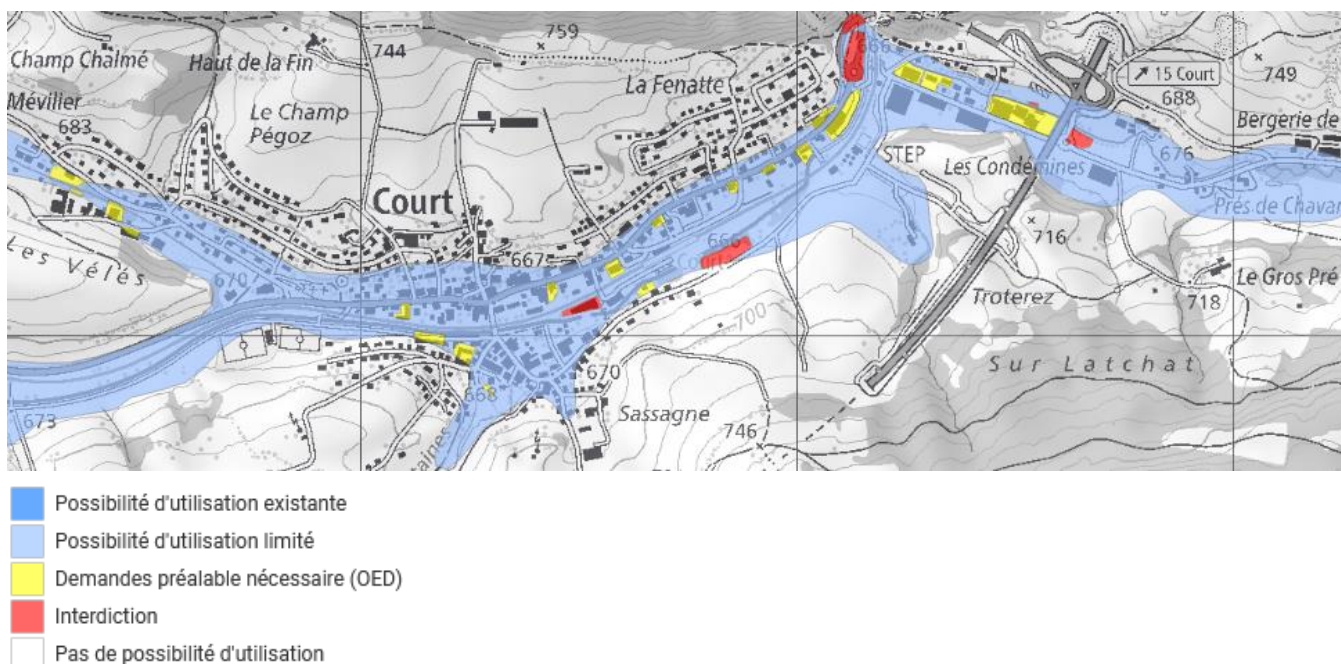 759
744
Champ Chalmé
Haut de la Fin
15 Court
749
La Fenatte
688
Mévilier
683
Le Champ
Pégoz
Bergerie de
STEP
676
Les Condémines
Court
Prés de Chavan
667
666
716
Les Vélés
670
Le Gros Pré
Troterez
718
700
Sur Latchat
670
668
673
Sassagne
746
Possibilité d'utilisation existante
Possibilité d'utilisation limité
Demandes préalable nécessaire (OED)
Interdiction
Pas de possibilité d'utilisation